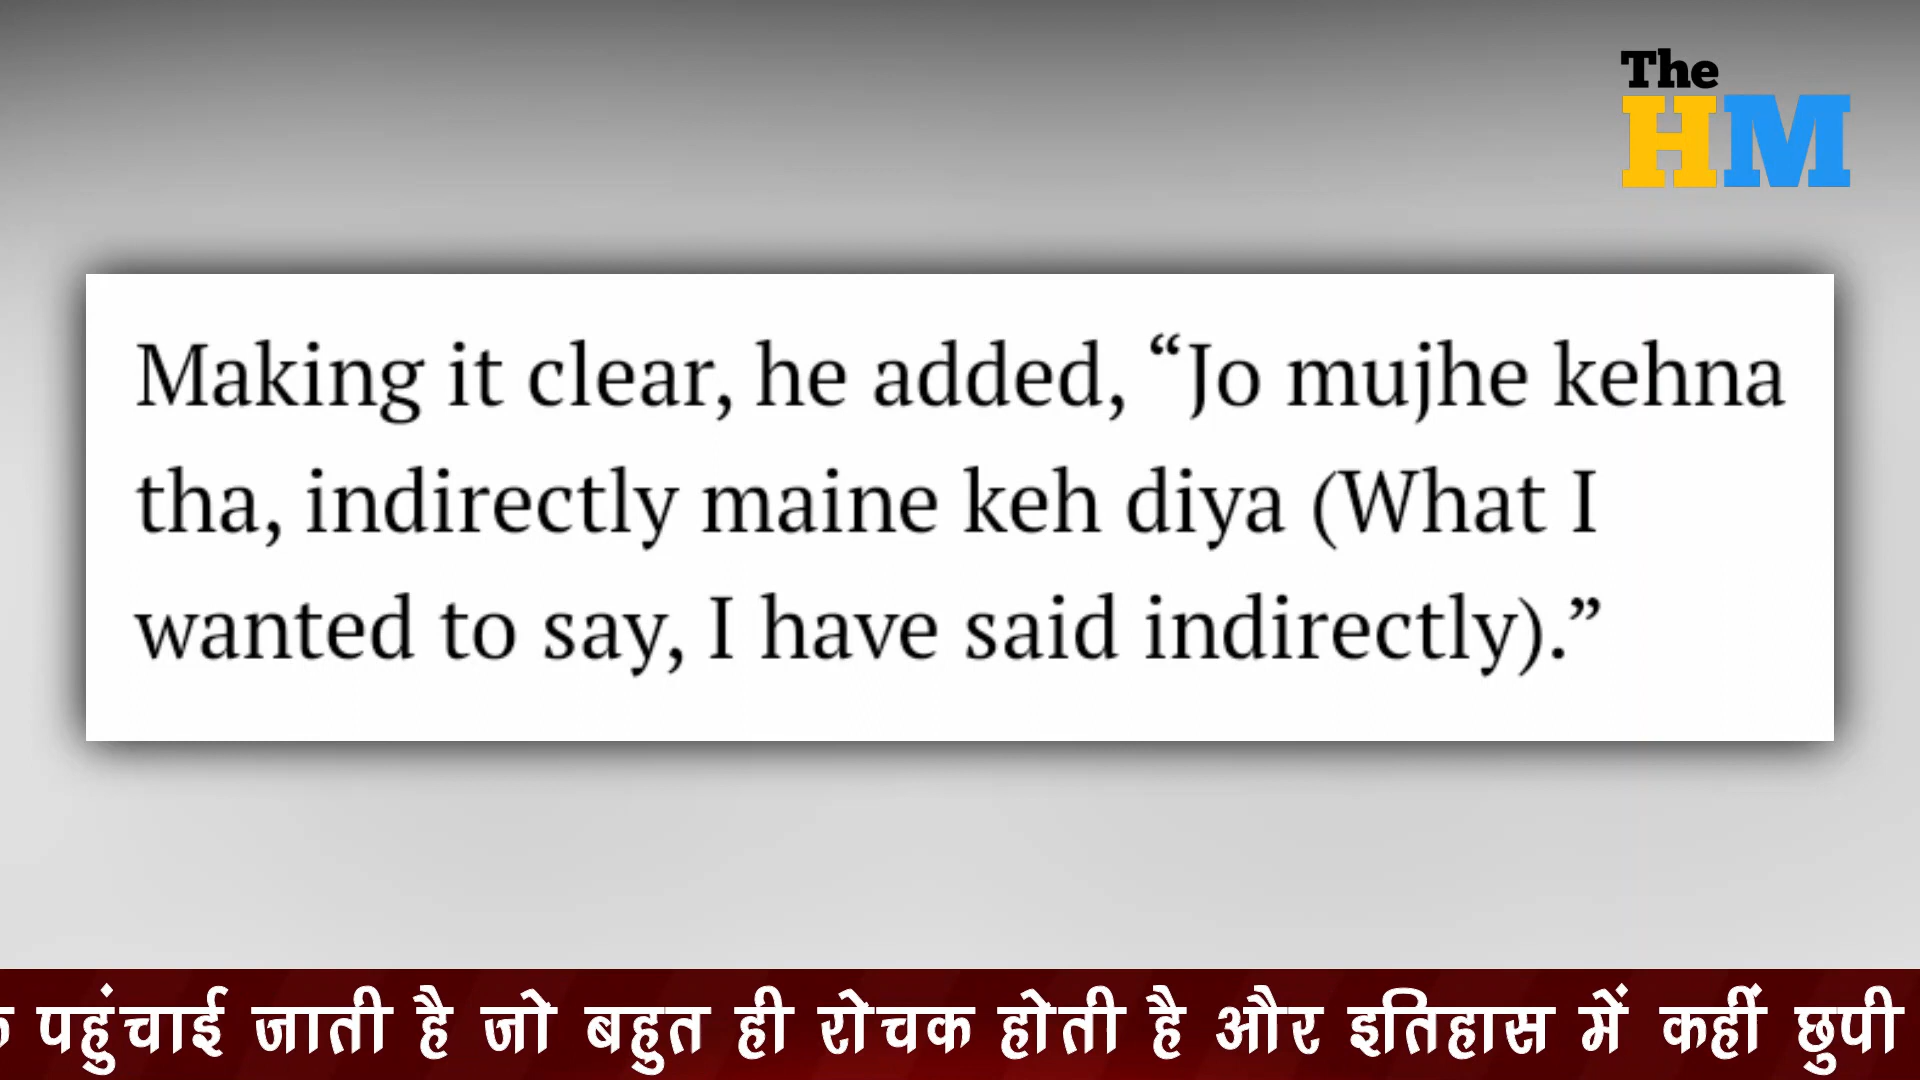 The
HM
Making it clear, he added, “Jo mujhe kehna
tha, indirectly maine keh diya (What I
wanted to say, I have said indirectly).”
पहुंचाई जाती है जो बहुत ही रोचक होती है और इतिहास में कहीं छुपी